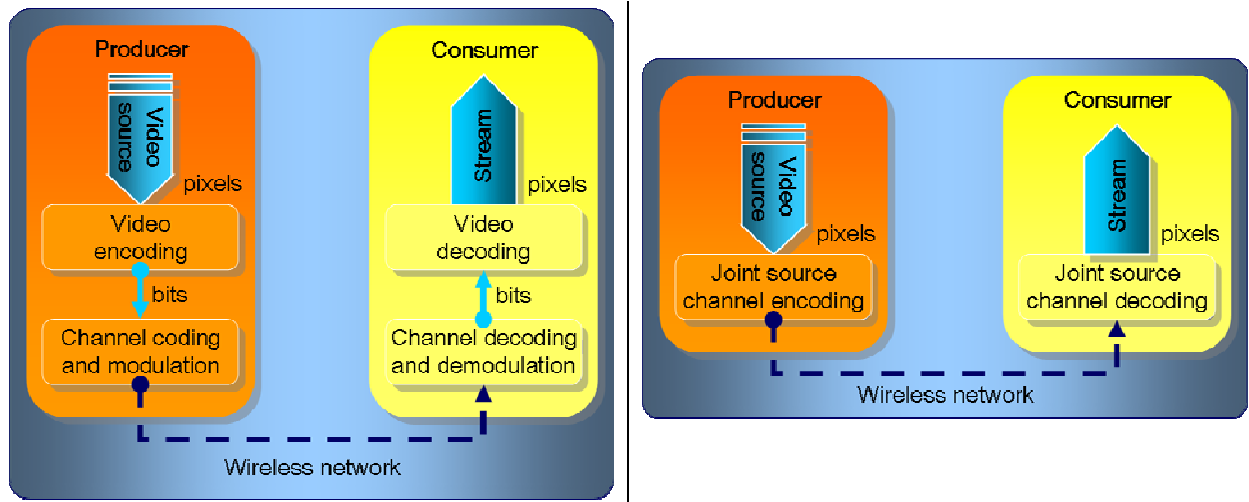 Producer
Video
source
pixels
Video
encoding
bits
Channel coding
and modulation
Consumer
Stream
pixels
Video
decoding
bits
Channel decoding
and demodulation
Wireless network
Producer
Video
source
pixels
Joint source
channel encoding
Consumer
Stream
pixels
Joint source
channel decoding
Wireless network